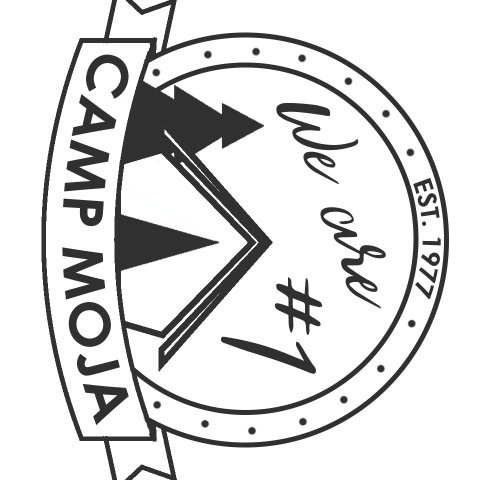 EST. 1977
We are
#1
CAMP MOJA